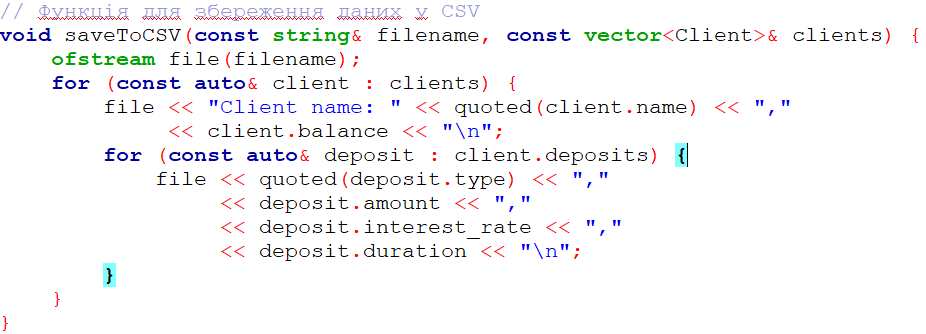 // Функція для збереження даних у CSV
void saveToCSV(const string& filename, const vector<Client>& clients) {
    ofstream file(filename);
    for (const auto& client : clients) {
        file << "Client name: " << quoted(client.name) << ","
             << client.balance << "\n";
        for (const auto& deposit : client.deposits) {
            file << quoted(deposit.type) << ","
                 << deposit.amount << ","
                 << deposit.interest_rate << ","
                 << deposit.duration << "\n";
        }
    }
}